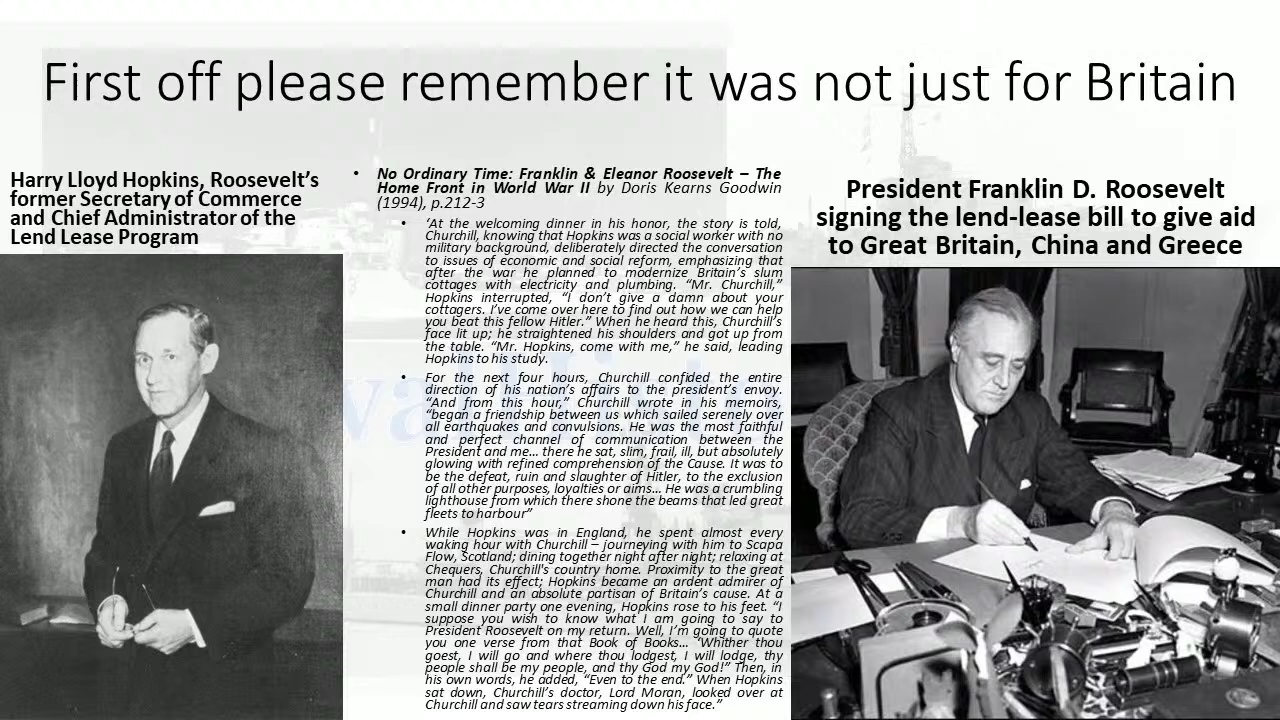 First off please remember it was not just for Britain
Harry Lloyd Hopkins, Roosevelt's
former Secretary of Commerce
and Chief Administrator of the
Lend Lease Program
• No Ordinary Time: Franklin & Eleanor Roosevelt – The
Home Front in World War II by Doris Kearns Goodwin
(1994), p.212-3
• ‘At the welcoming dinner in his honor, the story is told,
Churchill, knowing that Hopkins was a social worker with no
military background, deliberately directed the conversation
to issues of economic and social reform, emphasizing that
after the war he planned to modernize Britain’s slum
cottages with electricity and plumbing. “Mr. Churchill,”
Hopkins interrupted, “I don’t give a damn about your
cottagers. I’ve come over here to find out how we can help
you beat this fellow Hitler.” When he heard this, Churchill’s
face lit up; he straightened his shoulders and got up from
the table. “Mr. Hopkins, come with me,” he said, leading
Hopkins to his study.
• For the next four hours, Churchill confided the entire
direction of his nation’s affairs to the president’s envoy.
“And from this hour,” Churchill wrote in his memoirs,
“began a friendship between us which sailed serenely over
all earthquakes and convulsions. He was the most faithful
and perfect channel of communication between the
President and me… there he sat, slim, frail, ill, but absolutely
glowing with refined comprehension of the Cause. It was to
be the defeat, ruin and slaughter of Hitler, to the exclusion
of all other purposes, loyalties or aims… He was a crumbling
lighthouse from which there shone the beams that led great
fleets to harbour”
• While Hopkins was in England, he spent almost every
waking hour with Churchill – journeying with him to Scapa
Flow, Scotland; dining together night after night; relaxing at
Chequers, Churchill's country home. Proximity to the great
man had its effect; Hopkins became an ardent admirer of
Churchill and an absolute partisan of Britain’s cause. At a
small dinner party one evening, Hopkins rose to his feet. “I
suppose you wish to know what I am going to say to
President Roosevelt on my return. Well, I’m going to quote
you one verse from that Book of Books… “Whither thou
goest, I will go and where thou lodgest, I will lodge, thy
people shall be my people, and thy God my God!” Then, in
his own words, he added, “Even to the end.” When Hopkins
sat down, Churchill’s doctor, Lord Moran, looked over at
Churchill and saw tears streaming down his face.”
President Franklin D. Roosevelt
signing the lend-lease bill to give aid
to Great Britain, China and Greece